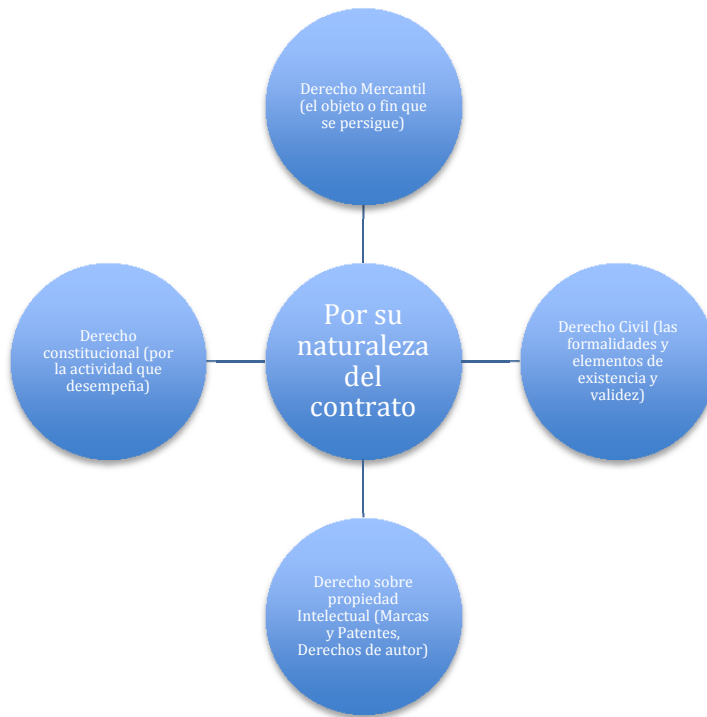 Derecho Mercantil
(el objeto o fin que
se persigue)
Derecho
constitucional (por
la actividad que
desempeña)
Por su
naturaleza
del
contrato
Derecho Civil (las
formalidades y
elementos de
existencia y
validez)
Derecho sobre
propiedad
Intelectual (Marcas
y Patentes,
Derechos de autor)